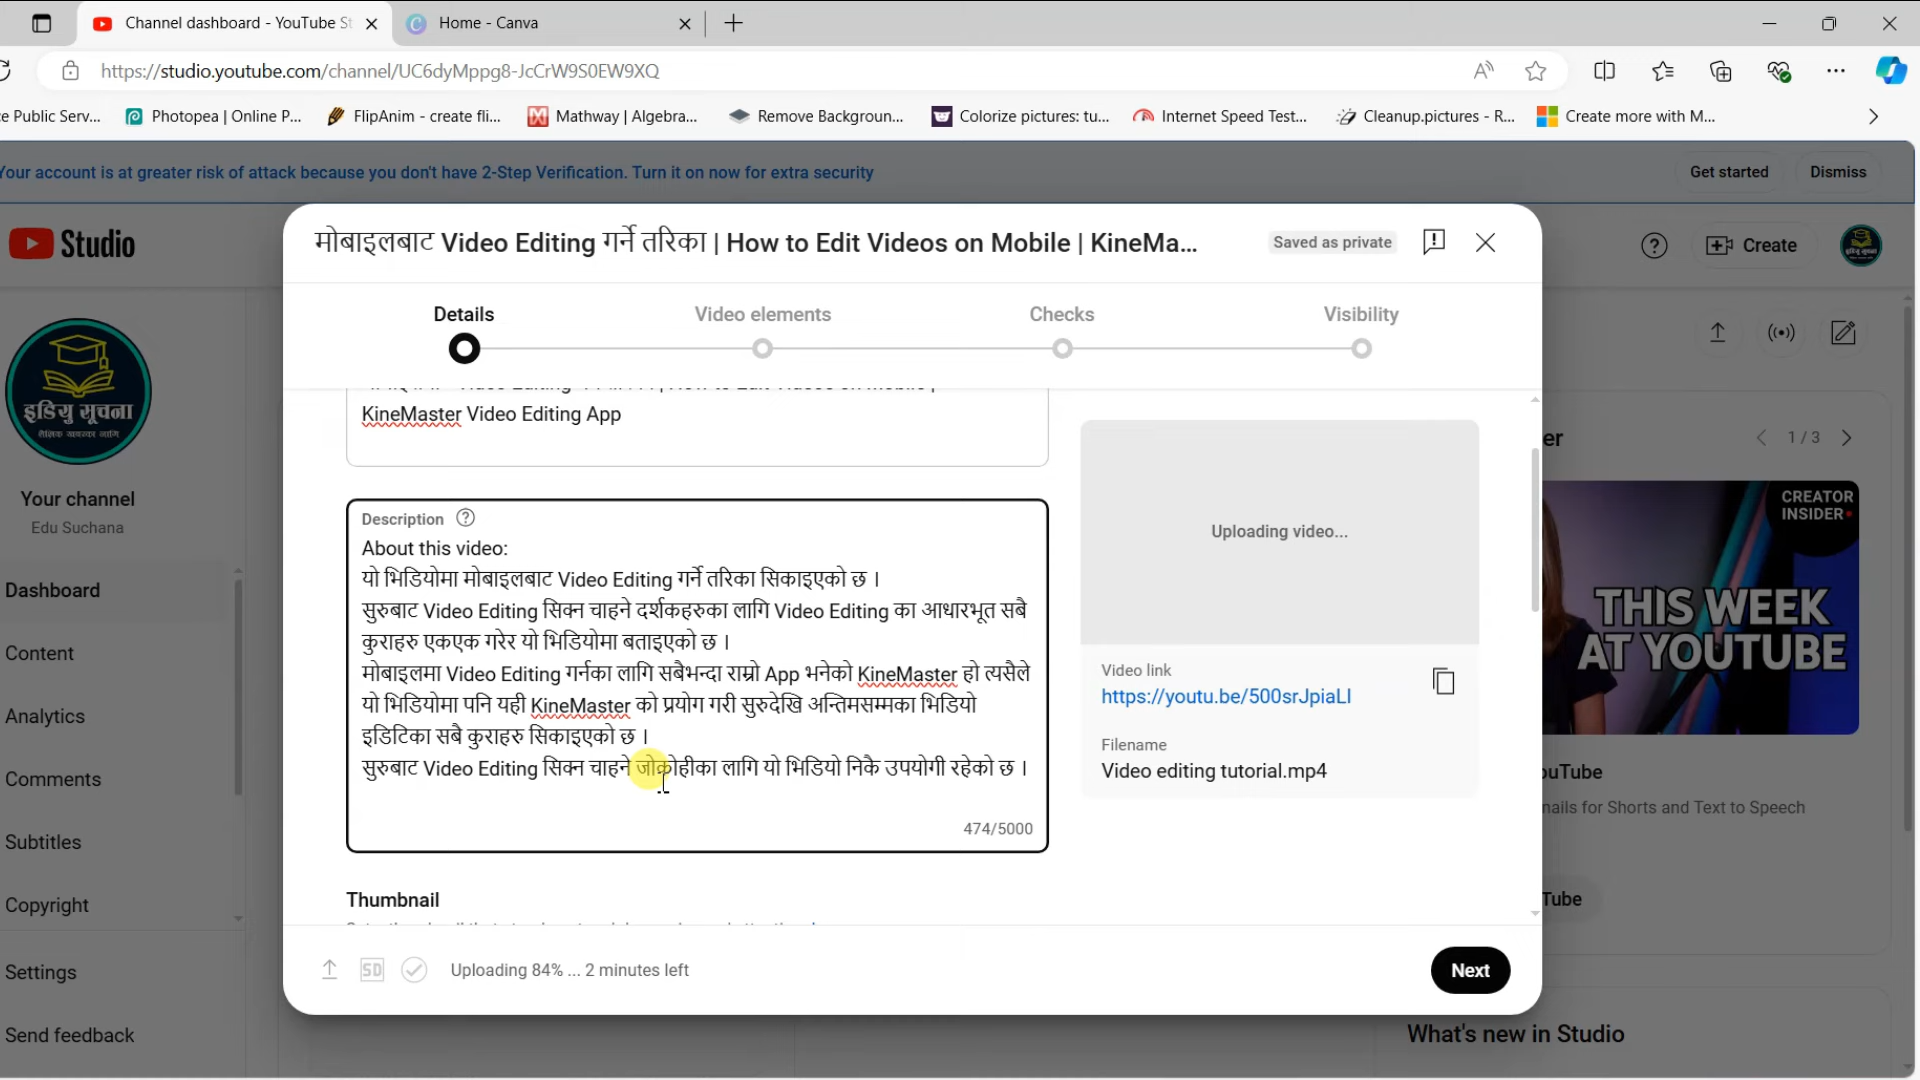 Channel dashboard - YouTube St
Home - Canva
https://studio.youtube.com/channel/UC6dyMppg8-JcCrW9S0EW9XQ
e Public Serv...
Photopea | Online P...
FlipAnim - create fli...
Mathway | Algebra...
Remove Backgroun...
Colorize pictures: tu...
Internet Speed Test...
Cleanup.pictures - R...
Create more with M...
Your account is at greater risk of attack because you don't have 2-Step Verification. Turn it on now for extra security
Get started
Dismiss
Studio
Create
मोबाइलबाट Video Editing गर्ने तरिका | How to Edit Videos on Mobile | KineMa...
Saved as private
Details
Video elements
Checks
Visibility
KineMaster Video Editing App
Description
About this video:
यो भिडियोमा मोबाइलबाट Video Editing गर्ने तरिका सिकाइएको छ ।
सुरुबाट Video Editing सिक्न चाहने दर्शकहरुका लागि Video Editing का आधारभूत सबै
कुराहरु एकएक गरेर यो भिडियोमा बताइएको छ ।
मोबाइलमा Video Editing गर्नका लागि सबैभन्दा राम्रो App भनेको KineMaster हो त्यसैले
यो भिडियोमा पनि यही KineMaster को प्रयोग गरी सुरुदेखि अन्तिमसम्मका भिडियो
इडिटिका सबै कुराहरु सिकाइएको छ ।
सुरुबाट Video Editing सिक्न चाहने जोकोहीका लागि यो भिडियो निकै उपयोगी रहेको छ ।
474/5000
Thumbnail
Uploading video...
Video link
https://youtu.be/500srJpiaLI
Filename
Video editing tutorial.mp4
SD
Uploading 84% ... 2 minutes left
Next
इडियु सूचना
Your channel
Edu Suchana
Dashboard
Content
Analytics
Comments
Subtitles
Copyright
Settings
Send feedback
er
1 / 3
CREATOR
INSIDER
THIS WEEK
AT YOUTUBE
ouTube
nails for Shorts and Text to Speech
Tube
What's new in Studio